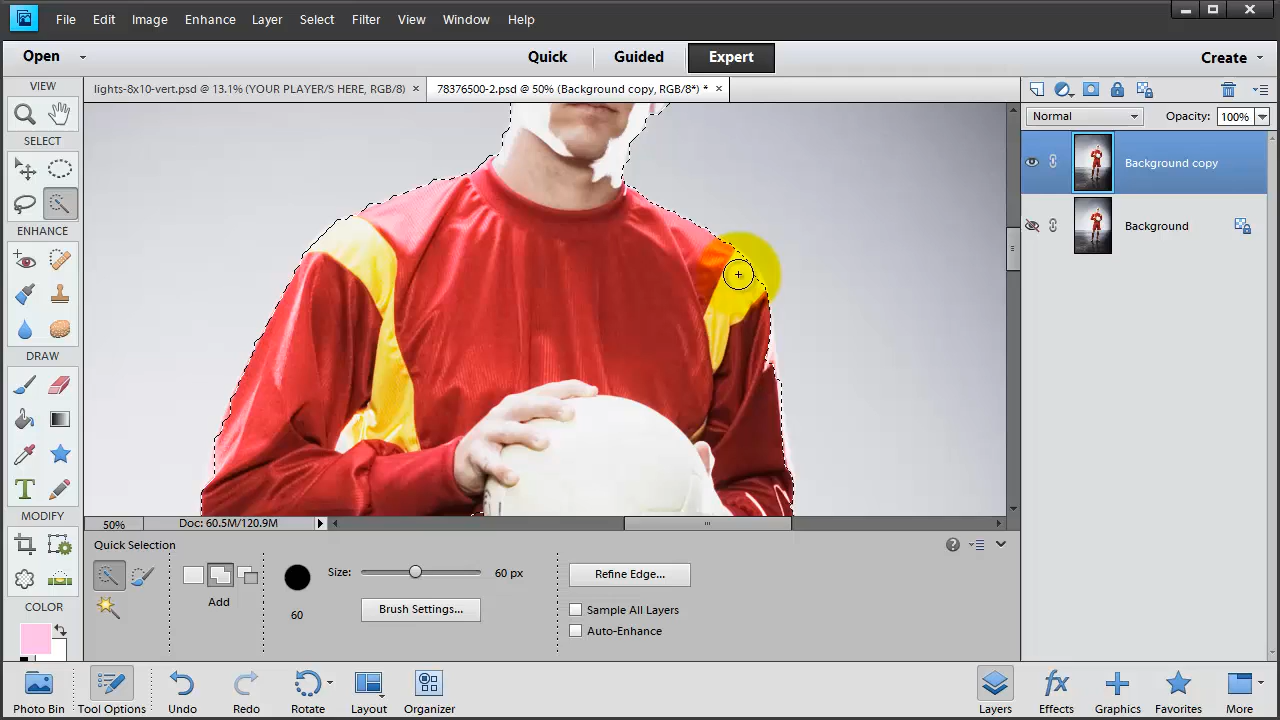 File Edit Image Enhance Layer Select Filter View Window Help
Open Quick Guided Expert Create
VIEW
lights-8x10-vert.psd @ 13.1% (YOUR PLAYER/S HERE, RGB/8) × 78376500-2.psd @ 50% (Background copy, RGB/8*) * ×
Normal Opacity: 100%
SELECT
Background copy
Background
ENHANCE
DRAW
T
MODIFY
50% Doc: 60.5M/120.9M
Quick Selection
Size: 60 px Refine Edge...
Add
60 Brush Settings... Sample All Layers
Auto-Enhance
COLOR
Photo Bin Tool Options Undo Redo Rotate Layout Organizer Layers Effects Graphics Favorites More